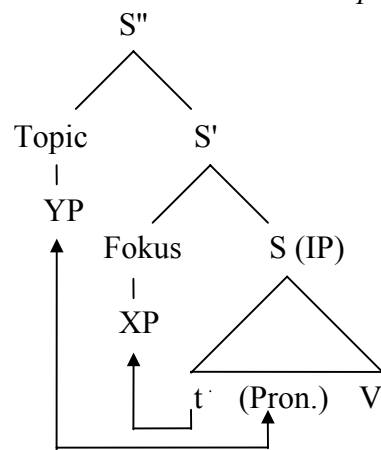 S"
Topic S'
YP
Fokus S (IP)
XP
t (Pron.) V